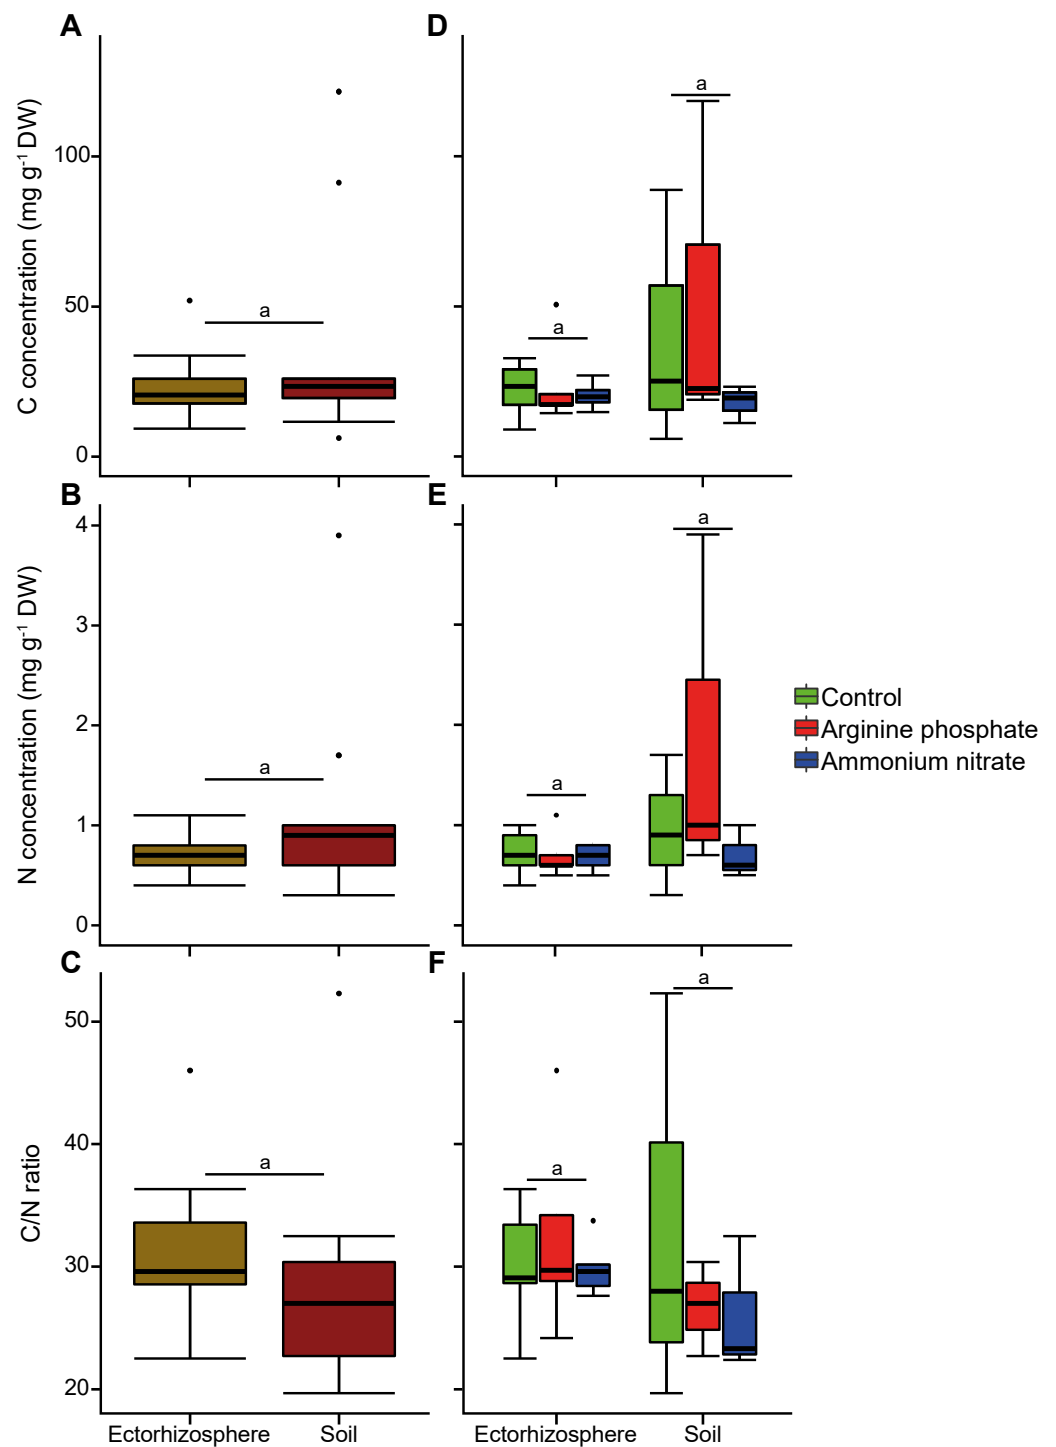 A
D
C concentration (mg g-1 DW)
100
50
0
a
a
a
B
E
N concentration (mg g-1 DW)
4
3
2
1
0
a
a
a
Control
Arginine phosphate
Ammonium nitrate
C
F
C/N ratio
50
40
30
20
a
a
a
Ectorhizosphere Soil
Ectorhizosphere Soil